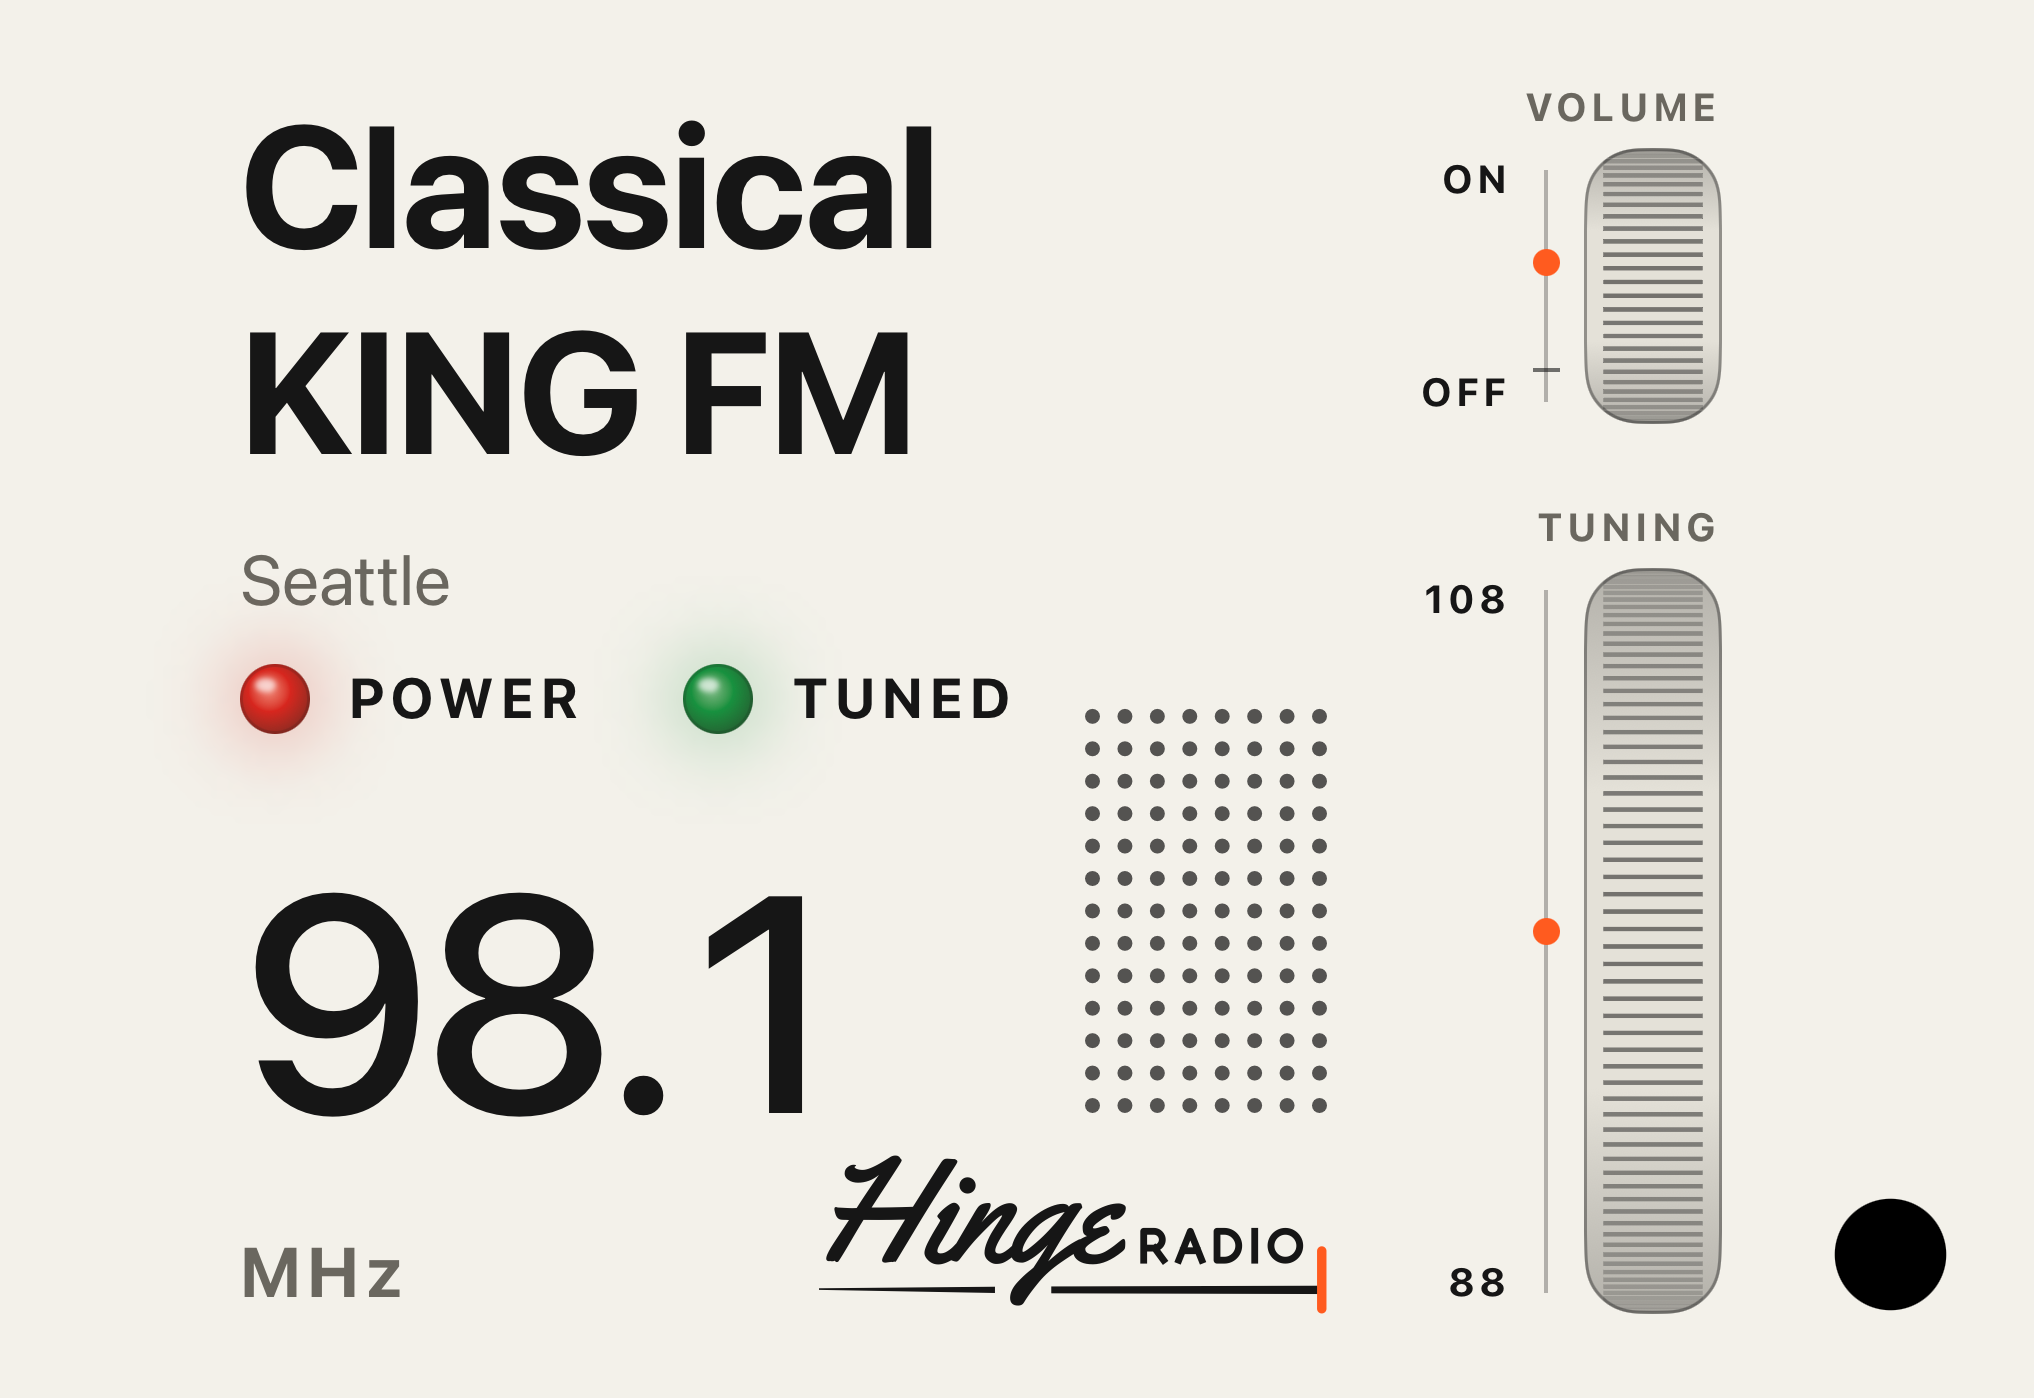 Classical
KING FM
Seattle
POWER
TUNED
98.1
MHz
Hinge RADIO
VOLUME
ON
OFF
TUNING
108
88